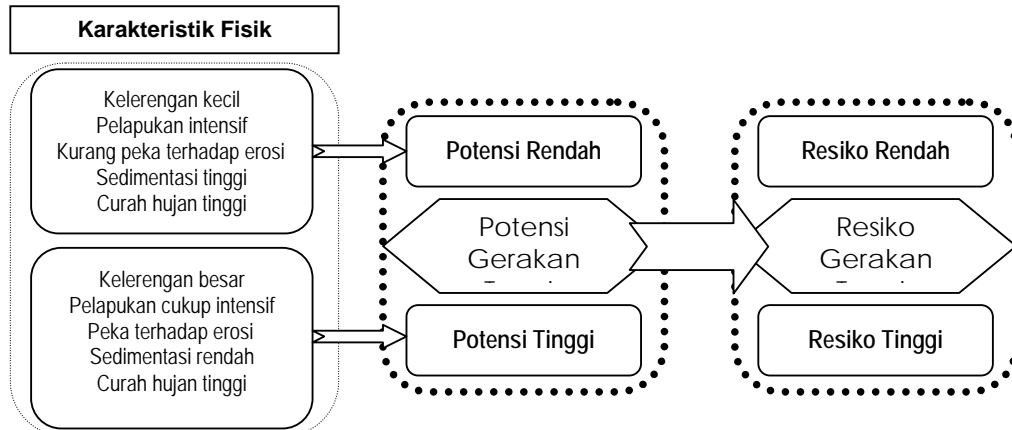 Karakteristik Fisik
Kelerengan kecil
Pelapukan intensif
Kurang peka terhadap erosi
Sedimentasi tinggi
Curah hujan tinggi
Kelerengan besar
Pelapukan cukup intensif
Peka terhadap erosi
Sedimentasi rendah
Curah hujan tinggi
Potensi Rendah
Potensi
Gerakan
Potensi Tinggi
Resiko Rendah
Resiko
Gerakan
Resiko Tinggi